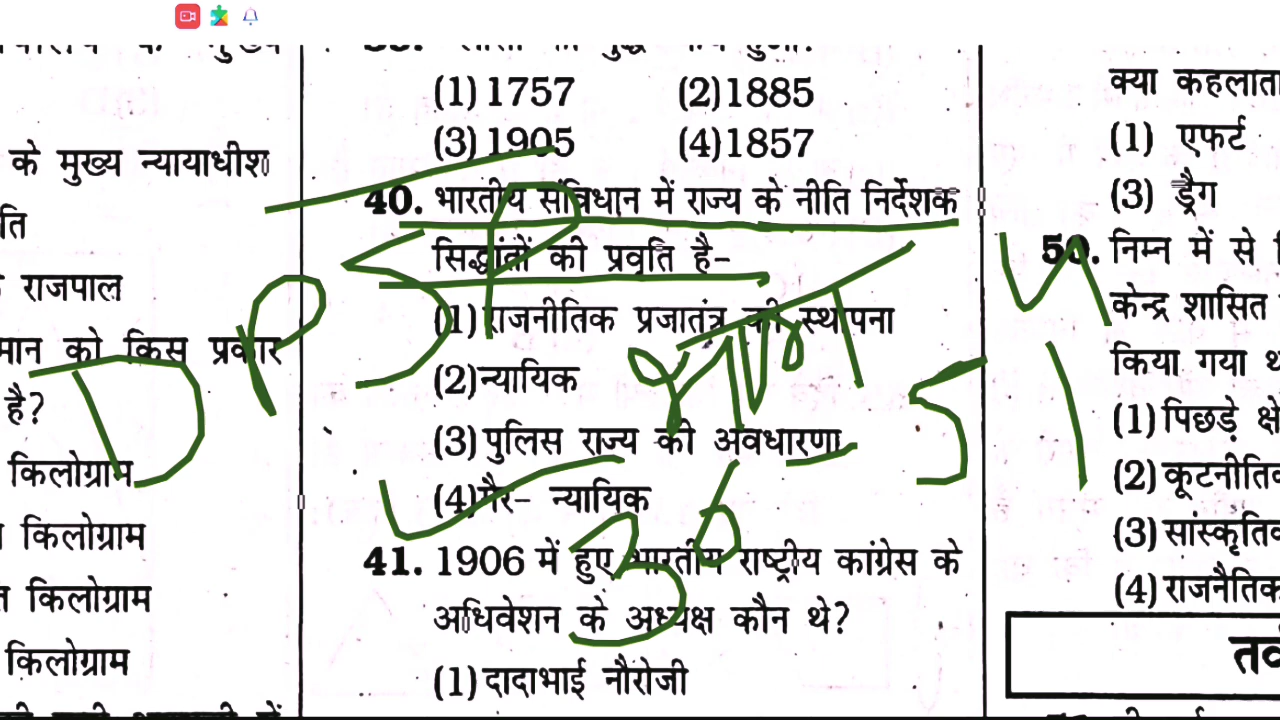 के मुख्य न्यायाधीश
ति
राजपाल
मान को किस प्रकार
है?
किलोग्राम
किलोग्राम
किलोग्राम
किलोग्राम
(1) 1757 (2) 1885
(3) 1905 (4) 1857
40. भारतीय संविधान में राज्य के नीति निर्देशक
सिद्धांतों की प्रवृति है-
(1) राजनीतिक प्रजातंत्र की स्थापना
(2) न्यायिक
(3) पुलिस राज्य की अवधारणा
(4) गैर- न्यायिक
41. 1906 में हुए भारतीय राष्ट्रीय कांग्रेस के
अधिवेशन के अध्यक्ष कौन थे?
(1) दादाभाई नौरोजी
DPSP
भाग
36
51
क्या कहलाता
(1) एफर्ट
(3) ड्रैग
50. निम्न में से
केन्द्र शासित
किया गया थ
(1) पिछड़े क्षे
(2) कूटनीतिक
(3) सांस्कृतिक
(4) राजनैतिक